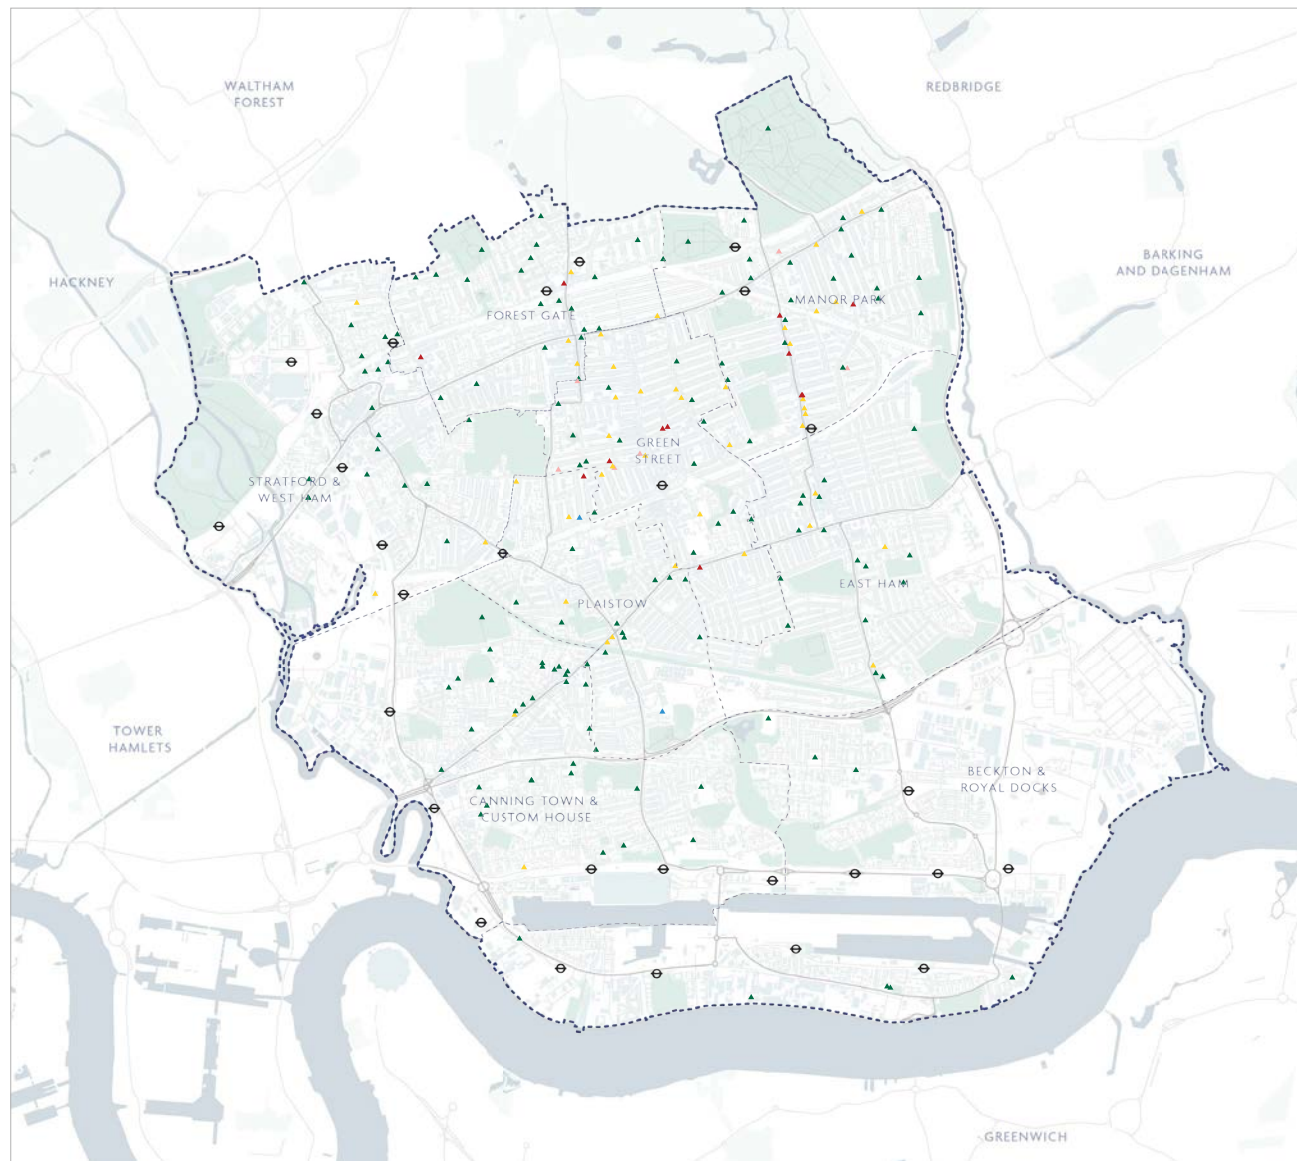 WALTHAM
FOREST
REDBRIDGE
HACKNEY
BARKING
AND DAGENHAM
MANOR PARK
FOREST GATE
GREEN
STREET
STRATFORD &
WEST HAM
EAST HAM
PLAISTOW
TOWER
HAMLETS
BECKTON &
ROYAL DOCKS
CANNING TOWN &
CUSTOM HOUSE
GREENWICH